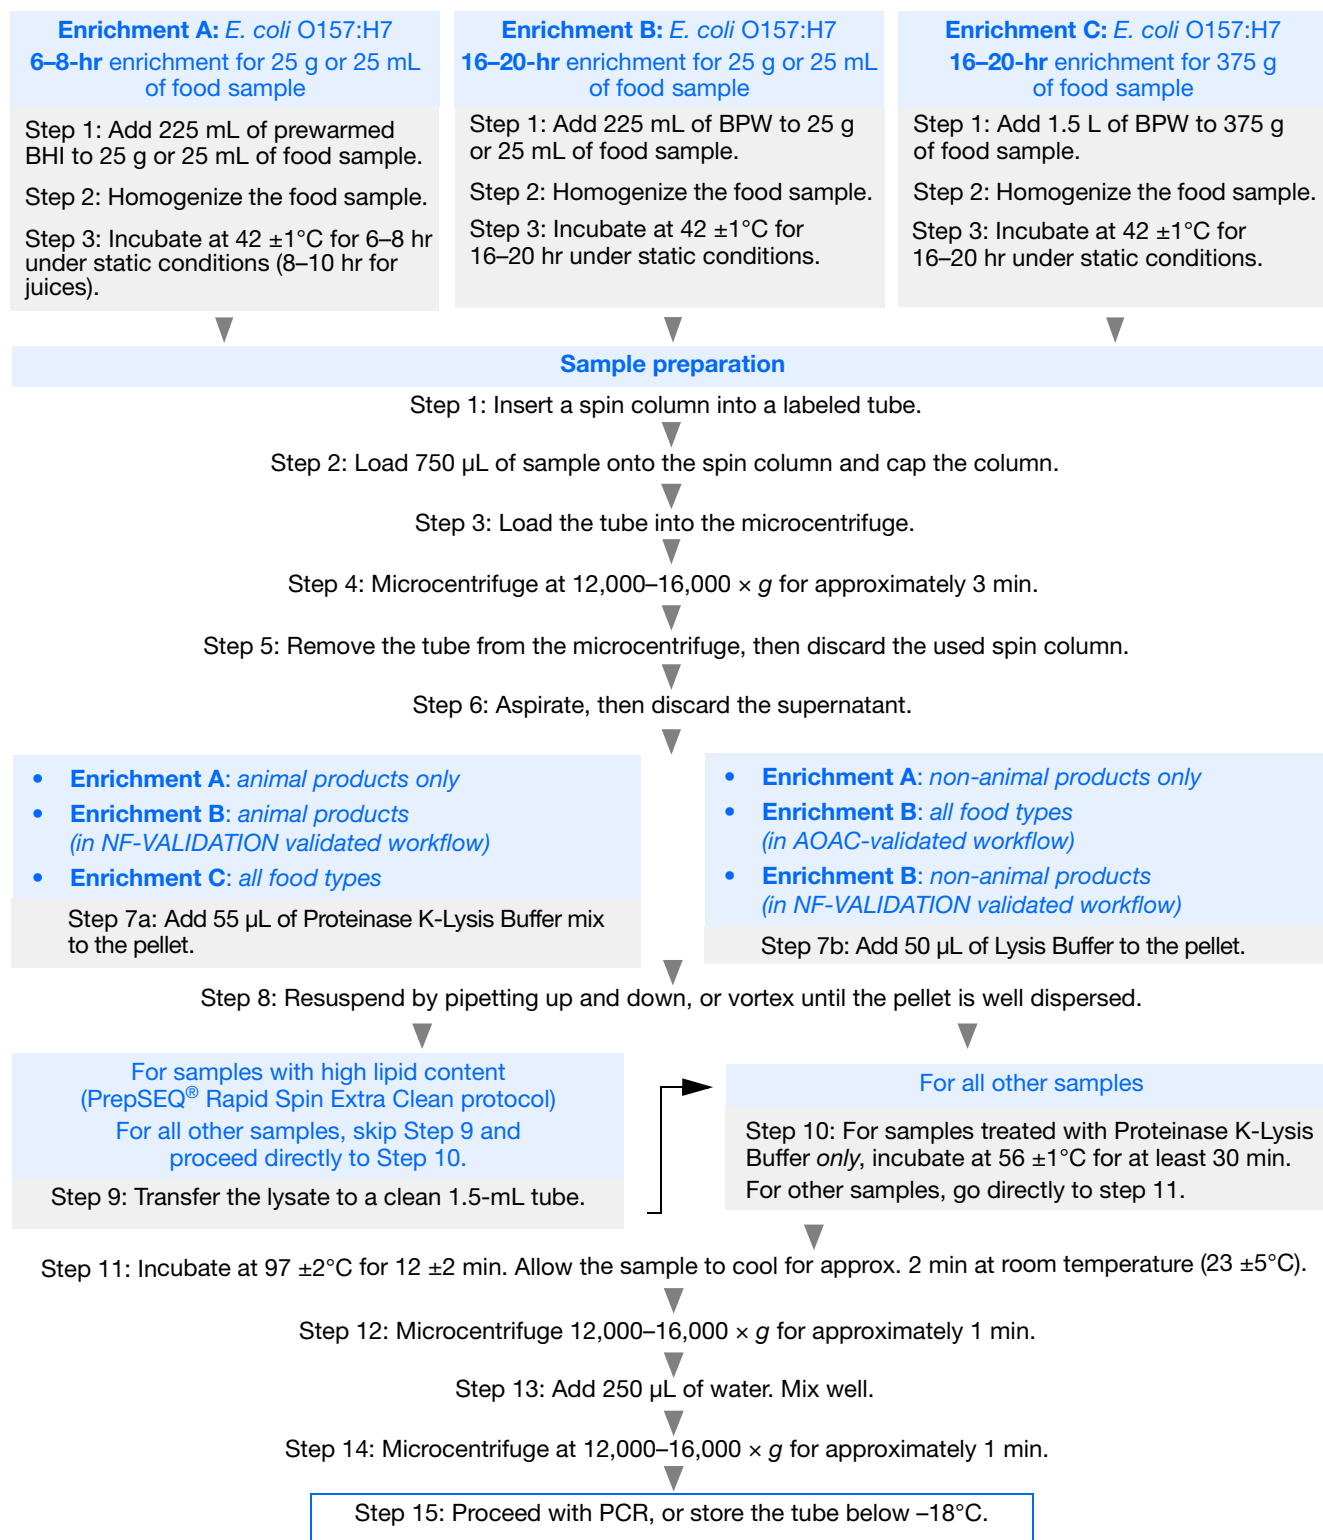 Enrichment A: E. coli O157:H7
6–8-hr enrichment for 25 g or 25 mL
of food sample
Step 1: Add 225 mL of prewarmed
BHI to 25 g or 25 mL of food sample.
Step 2: Homogenize the food sample.
Step 3: Incubate at 42 ±1°C for 6–8 hr
under static conditions (8–10 hr for
juices).
Enrichment B: E. coli O157:H7
16–20-hr enrichment for 25 g or 25 mL
of food sample
Step 1: Add 225 mL of BPW to 25 g
or 25 mL of food sample.
Step 2: Homogenize the food sample.
Step 3: Incubate at 42 ±1°C for
16–20 hr under static conditions.
Enrichment C: E. coli O157:H7
16–20-hr enrichment for 375 g
of food sample
Step 1: Add 1.5 L of BPW to 375 g
of food sample.
Step 2: Homogenize the food sample.
Step 3: Incubate at 42 ±1°C for
16–20 hr under static conditions.
Sample preparation
Step 1: Insert a spin column into a labeled tube.
Step 2: Load 750 µL of sample onto the spin column and cap the column.
Step 3: Load the tube into the microcentrifuge.
Step 4: Microcentrifuge at 12,000–16,000 × g for approximately 3 min.
Step 5: Remove the tube from the microcentrifuge, then discard the used spin column.
Step 6: Aspirate, then discard the supernatant.
• Enrichment A: animal products only
• Enrichment B: animal products
(in NF-VALIDATION validated workflow)
• Enrichment C: all food types
Step 7a: Add 55 µL of Proteinase K-Lysis Buffer mix
to the pellet.
• Enrichment A: non-animal products only
• Enrichment B: all food types
(in AOAC-validated workflow)
• Enrichment B: non-animal products
(in NF-VALIDATION validated workflow)
Step 7b: Add 50 µL of Lysis Buffer to the pellet.
Step 8: Resuspend by pipetting up and down, or vortex until the pellet is well dispersed.
For samples with high lipid content
(PrepSEQ® Rapid Spin Extra Clean protocol)
For all other samples, skip Step 9 and
proceed directly to Step 10.
Step 9: Transfer the lysate to a clean 1.5-mL tube.
For all other samples
Step 10: For samples treated with Proteinase K-Lysis
Buffer only, incubate at 56 ±1°C for at least 30 min.
For other samples, go directly to step 11.
Step 11: Incubate at 97 ±2°C for 12 ±2 min. Allow the sample to cool for approx. 2 min at room temperature (23 ±5°C).
Step 12: Microcentrifuge 12,000–16,000 × g for approximately 1 min.
Step 13: Add 250 µL of water. Mix well.
Step 14: Microcentrifuge at 12,000–16,000 × g for approximately 1 min.
Step 15: Proceed with PCR, or store the tube below –18°C.